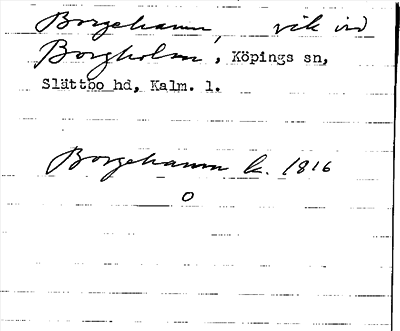 Borgehamn, vik vid
Borgholm, Köpings sn,
Slättbo hd, Kalm. l.
Borgehamn k. 1816
O